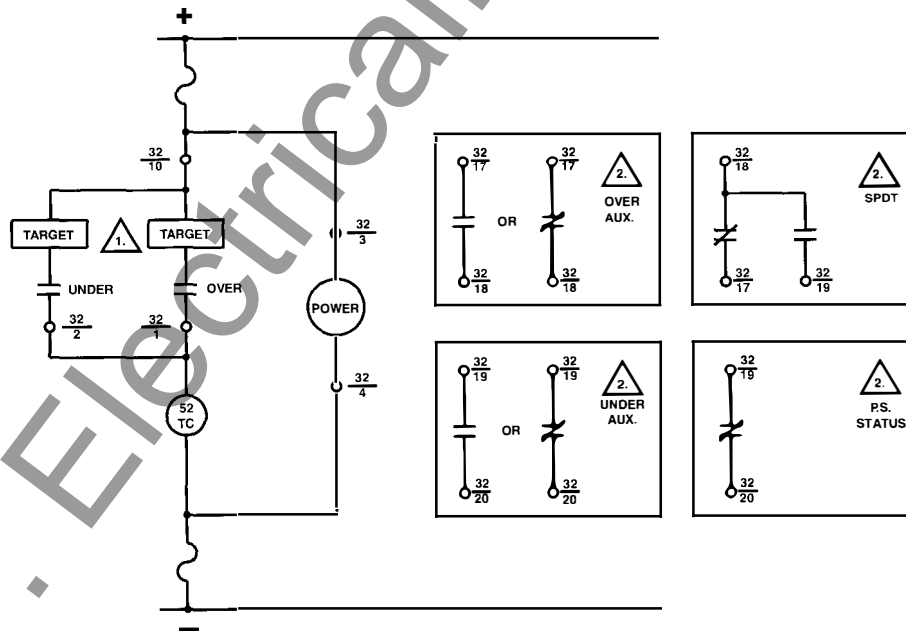 +
32
10
TARGET
1.
TARGET
UNDER
OVER
32
2
32
1
52
TC
32
3
POWER
32
4
32
17
32
18
OR
32
17
32
18
2.
OVER
AUX.
32
18
32
17
32
19
2.
SPDT
32
19
32
20
OR
32
19
32
20
2.
UNDER
AUX.
32
19
32
20
2.
P.S.
STATUS
−
. Electrical